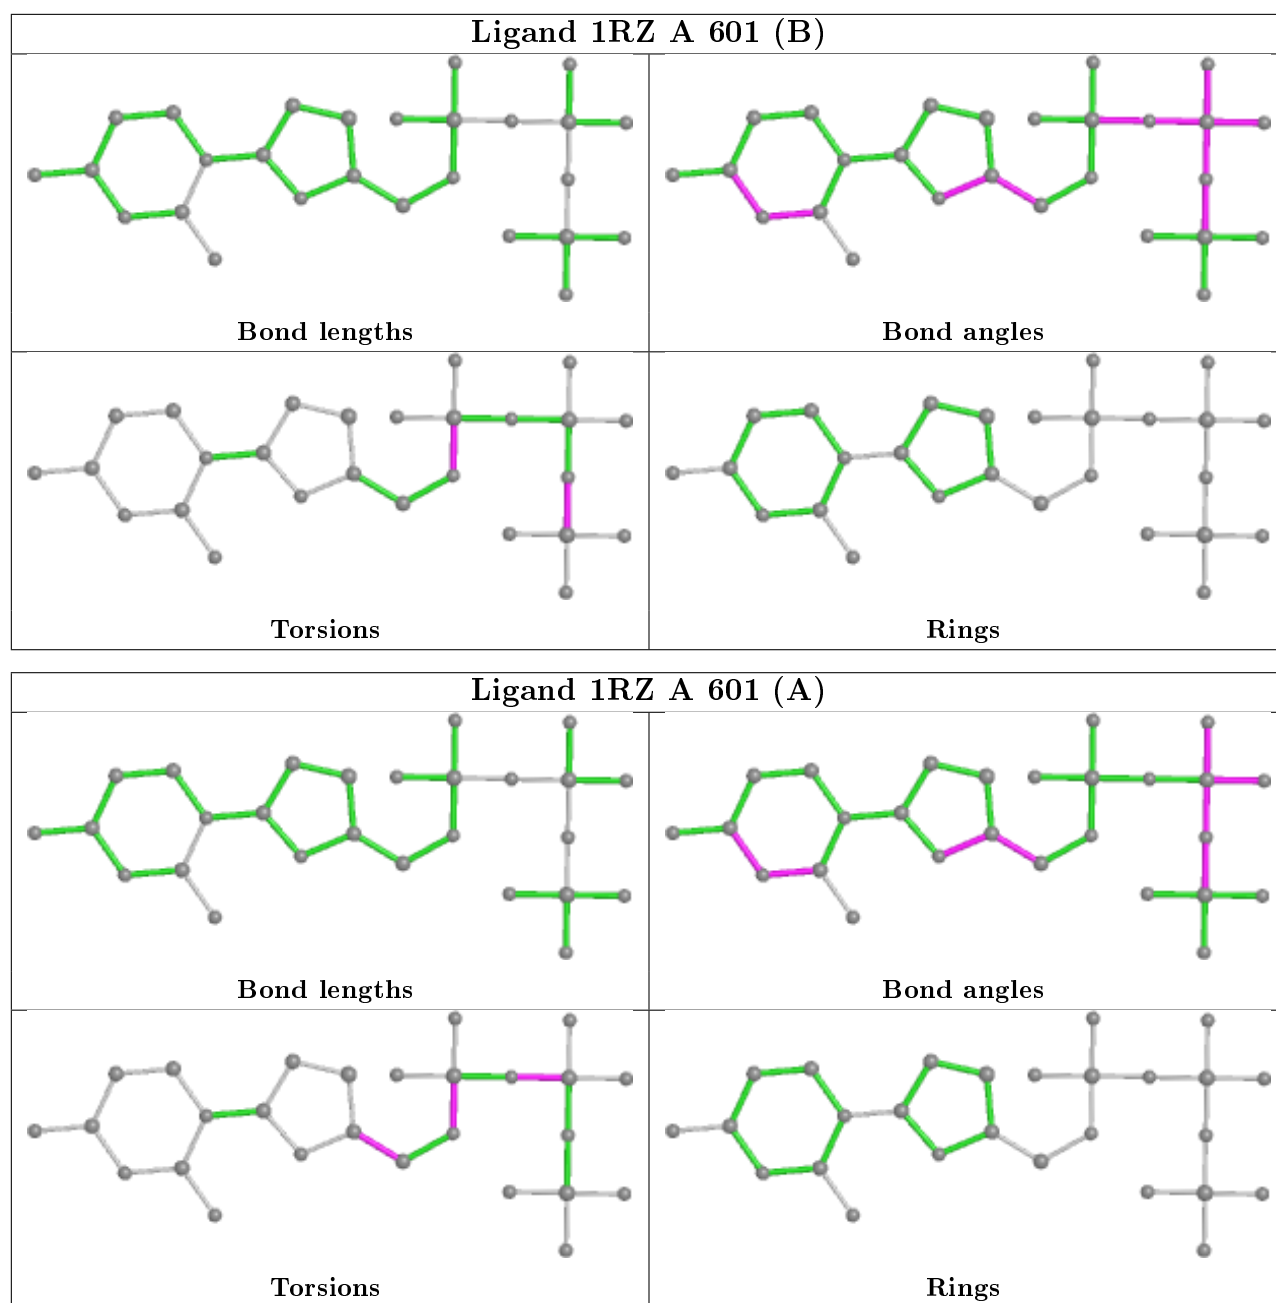 Ligand 1RZ A 601 (B)
Bond lengths
Bond angles
Torsions
Rings
Ligand 1RZ A 601 (A)
Bond lengths
Bond angles
Torsions
Rings